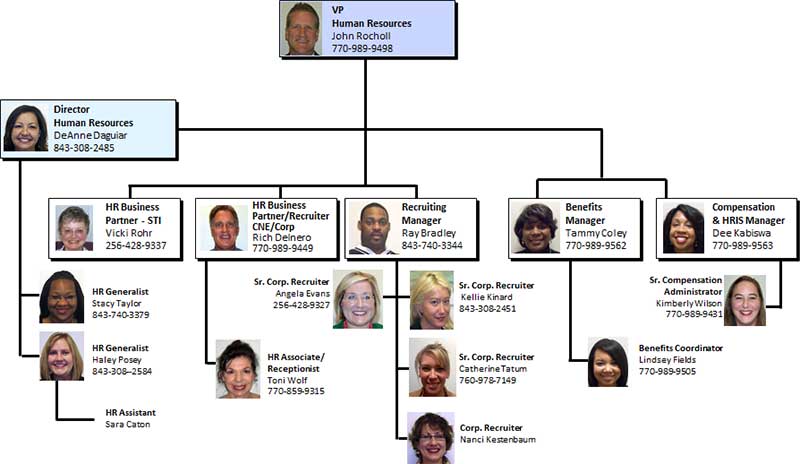 VP
Human Resources
John Rocholl
770-989-9498
Director
Human Resources
DeAnne Daguiar
843-308-2485
HR Business
Partner - STI
Vicki Rohr
256-428-9337
HR Business
Partner/Recruiter
CNE/Corp
Rich Delnero
770-989-9449
Recruiting
Manager
Ray Bradley
843-740-3344
Benefits
Manager
Tammy Coley
770-989-9562
Compensation
& HRIS Manager
Dee Kabiswa
770-989-9563
HR Generalist
Stacy Taylor
843-740-3379
Sr. Corp. Recruiter
Angela Evans
256-428-9327
Sr. Corp. Recruiter
Kellie Kinard
843-308-2451
Sr. Compensation
Administrator
Kimberly Wilson
770-989-9431
HR Generalist
Haley Posey
843-308--2584
HR Associate/
Receptionist
Toni Wolf
770-859-9315
Sr. Corp. Recruiter
Catherine Tatum
760-978-7149
Benefits Coordinator
Lindsey Fields
770-989-9505
HR Assistant
Sara Caton
Corp. Recruiter
Nanci Kestenbaum